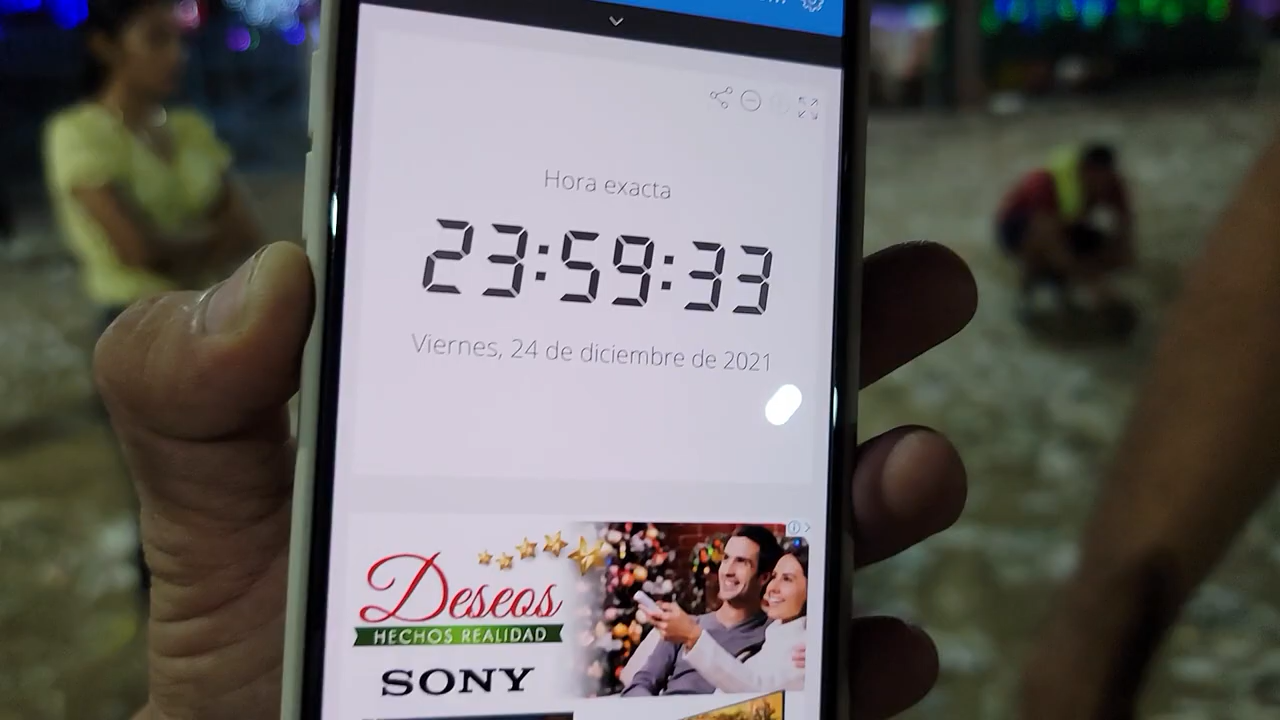 Hora exacta
23:59:33
Viernes, 24 de diciembre de 2021
Deseos
HECHOS REALIDAD
SONY